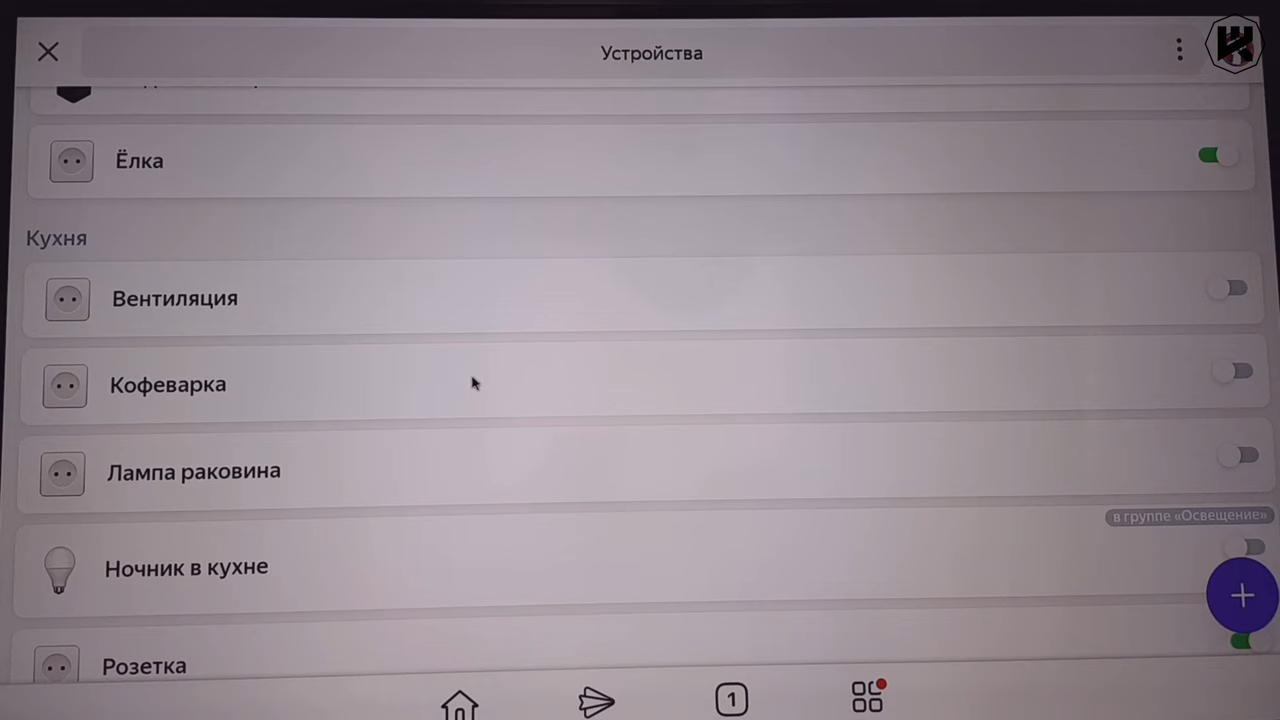 Устройства
Ёлка
Кухня
Вентиляция
Кофеварка
Лампа раковина
в группе «Освещение»
Ночник в кухне
Розетка
1